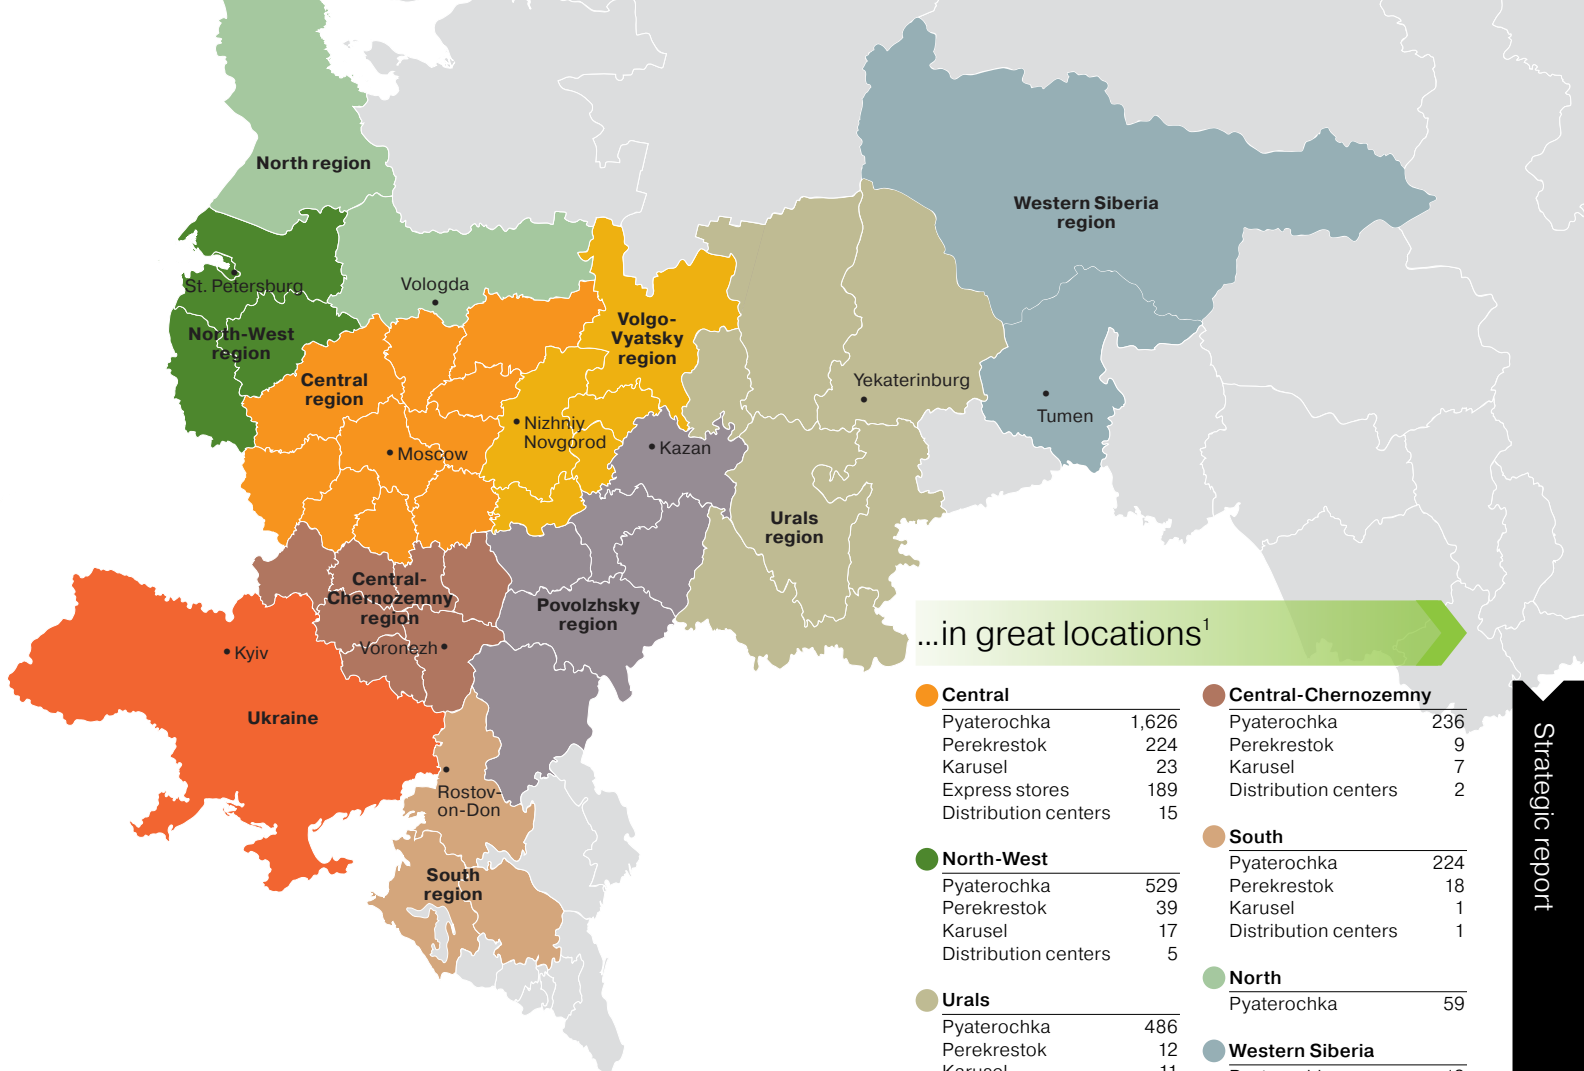 North region
Western Siberia
region
St. Petersburg
Vologda
North-West
region
Volgo-
Vyatsky
region
Central
region
Yekaterinburg
Tumen
Nizhniy
Novgorod
Moscow
Kazan
Urals
region
Central-
Chernozemny
region
Povolzhsky
region
Voronezh
Kyiv
Ukraine
Rostov-
on-Don
South
region
...in great locations1
Central
Pyaterochka 1,626
Perekrestok 224
Karusel 23
Express stores 189
Distribution centers 15
North-West
Pyaterochka 529
Perekrestok 39
Karusel 17
Distribution centers 5
Urals
Pyaterochka 486
Perekrestok 12
Karusel 11
Central-Chernozemny
Pyaterochka 236
Perekrestok 9
Karusel 7
Distribution centers 2
South
Pyaterochka 224
Perekrestok 18
Karusel 1
Distribution centers 1
North
Pyaterochka 59
Western Siberia
Strategic report